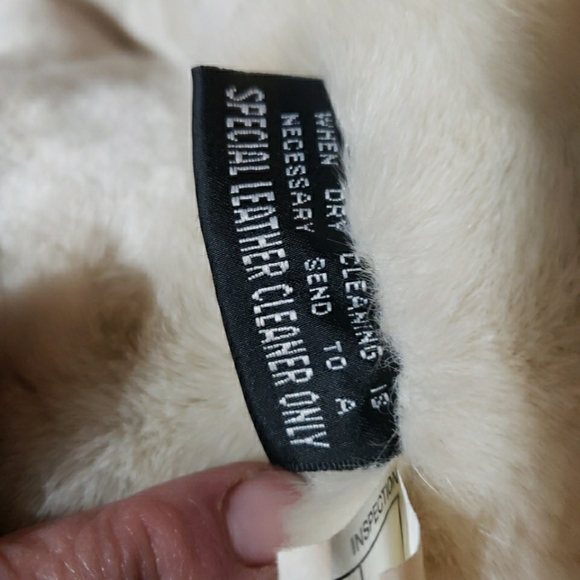 WHEN DRY CLEANING IS
NECESSARY SEND TO A
SPECIAL LEATHER CLEANER ONLY
INSPECTION